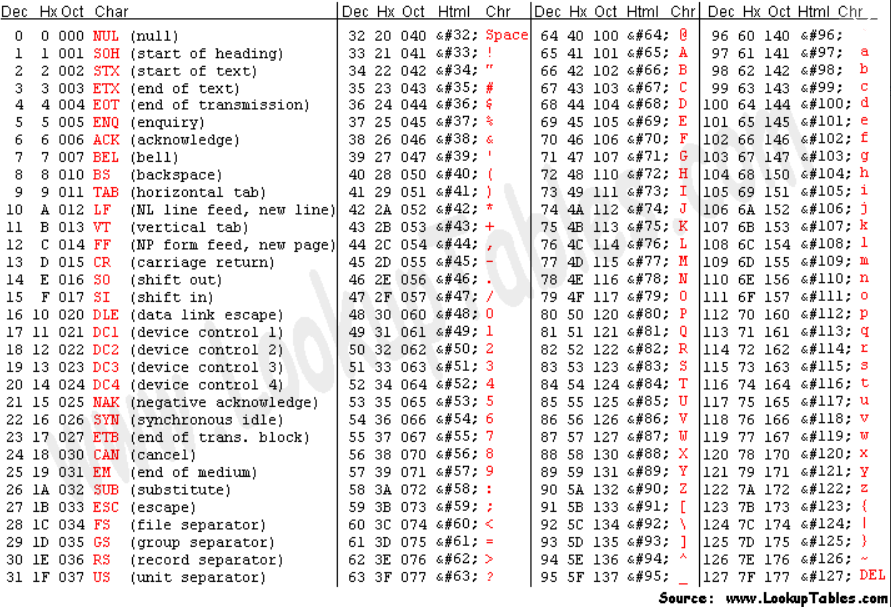 Dec Hx Oct Char Dec Hx Oct Html Chr Dec Hx Oct Html Chr Dec Hx Oct Html Chr
0 0 000 NUL (null) 32 20 040 &#32; Space 64 40 100 &#64; @ 96 60 140 &#96;
1 1 001 SOH (start of heading) 33 21 041 &#33; ! 65 41 101 &#65; A 97 61 141 &#97; a
2 2 002 STX (start of text) 34 22 042 &#34; " 66 42 102 &#66; B 98 62 142 &#98; b
3 3 003 ETX (end of text) 35 23 043 &#35; # 67 43 103 &#67; C 99 63 143 &#99; c
4 4 004 EOT (end of transmission) 36 24 044 &#36; $ 68 44 104 &#68; D 100 64 144 &#100; d
5 5 005 ENQ (enquiry) 37 25 045 &#37; % 69 45 105 &#69; E 101 65 145 &#101; e
6 6 006 ACK (acknowledge) 38 26 046 &#38; & 70 46 106 &#70; F 102 66 146 &#102; f
7 7 007 BEL (bell) 39 27 047 &#39; ' 71 47 107 &#71; G 103 67 147 &#103; g
8 8 010 BS (backspace) 40 28 050 &#40; ( 72 48 110 &#72; H 104 68 150 &#104; h
9 9 011 TAB (horizontal tab) 41 29 051 &#41; ) 73 49 111 &#73; I 105 69 151 &#105; i
10 A 012 LF (NL line feed, new line) 42 2A 052 &#42; * 74 4A 112 &#74; J 106 6A 152 &#106; j
11 B 013 VT (vertical tab) 43 2B 053 &#43; + 75 4B 113 &#75; K 107 6B 153 &#107; k
12 C 014 FF (NP form feed, new page) 44 2C 054 &#44; , 76 4C 114 &#76; L 108 6C 154 &#108; l
13 D 015 CR (carriage return) 45 2D 055 &#45; - 77 4D 115 &#77; M 109 6D 155 &#109; m
14 E 016 SO (shift out) 46 2E 056 &#46; . 78 4E 116 &#78; N 110 6E 156 &#110; n
15 F 017 SI (shift in) 47 2F 057 &#47; / 79 4F 117 &#79; O 111 6F 157 &#111; o
16 10 020 DLE (data link escape) 48 30 060 &#48; 0 80 50 120 &#80; P 112 70 160 &#112; p
17 11 021 DC1 (device control 1) 49 31 061 &#49; 1 81 51 121 &#81; Q 113 71 161 &#113; q
18 12 022 DC2 (device control 2) 50 32 062 &#50; 2 82 52 122 &#82; R 114 72 162 &#114; r
19 13 023 DC3 (device control 3) 51 33 063 &#51; 3 83 53 123 &#83; S 115 73 163 &#115; s
20 14 024 DC4 (device control 4) 52 34 064 &#52; 4 84 54 124 &#84; T 116 74 164 &#116; t
21 15 025 NAK (negative acknowledge) 53 35 065 &#53; 5 85 55 125 &#85; U 117 75 165 &#117; u
22 16 026 SYN (synchronous idle) 54 36 066 &#54; 6 86 56 126 &#86; V 118 76 166 &#118; v
23 17 027 ETB (end of trans. block) 55 37 067 &#55; 7 87 57 127 &#87; W 119 77 167 &#119; w
24 18 030 CAN (cancel) 56 38 070 &#56; 8 88 58 130 &#88; X 120 78 170 &#120; x
25 19 031 EM (end of medium) 57 39 071 &#57; 9 89 59 131 &#89; Y 121 79 171 &#121; y
26 1A 032 SUB (substitute) 58 3A 072 &#58; : 90 5A 132 &#90; Z 122 7A 172 &#122; z
27 1B 033 ESC (escape) 59 3B 073 &#59; ; 91 5B 133 &#91; [ 123 7B 173 &#123; {
28 1C 034 FS (file separator) 60 3C 074 &#60; < 92 5C 134 &#92; \ 124 7C 174 &#124; |
29 1D 035 GS (group separator) 61 3D 075 &#61; = 93 5D 135 &#93; ] 125 7D 175 &#125; }
30 1E 036 RS (record separator) 62 3E 076 &#62; > 94 5E 136 &#94; ^ 126 7E 176 &#126; ~
31 1F 037 US (unit separator) 63 3F 077 &#63; ? 95 5F 137 &#95; _ 127 7F 177 &#127; DEL
Source: www.LookupTables.com
www.LookupTables.com